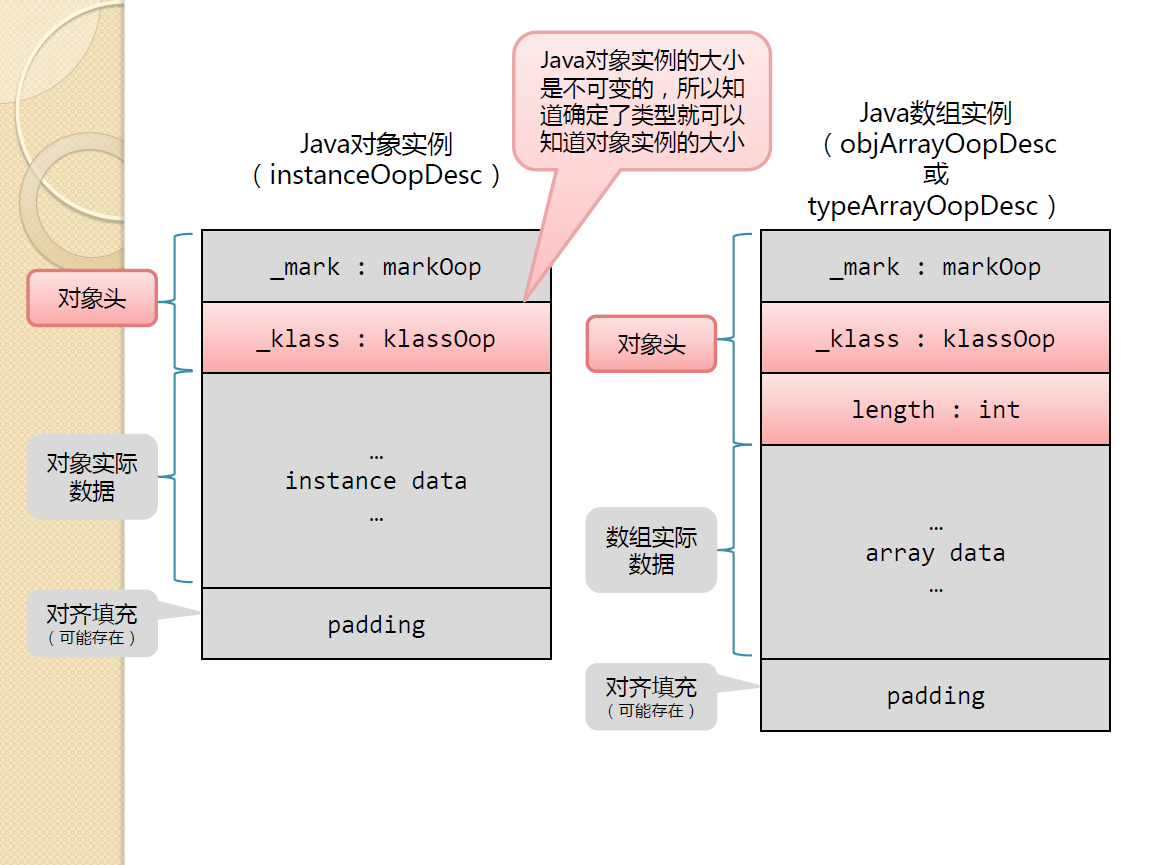 Java对象实例的大小
是不可变的，所以知
道确定了类型就可以
知道对象实例的大小
Java对象实例
（instanceOopDesc）
_mark : markOop
_klass : klassOop
…
instance data
…
padding
对象头
对象实际
数据
对齐填充
（可能存在）
Java数组实例
（objArrayOopDesc
或
typeArrayOopDesc）
_mark : markOop
_klass : klassOop
length : int
…
array data
…
padding
对象头
数组实际
数据
对齐填充
（可能存在）